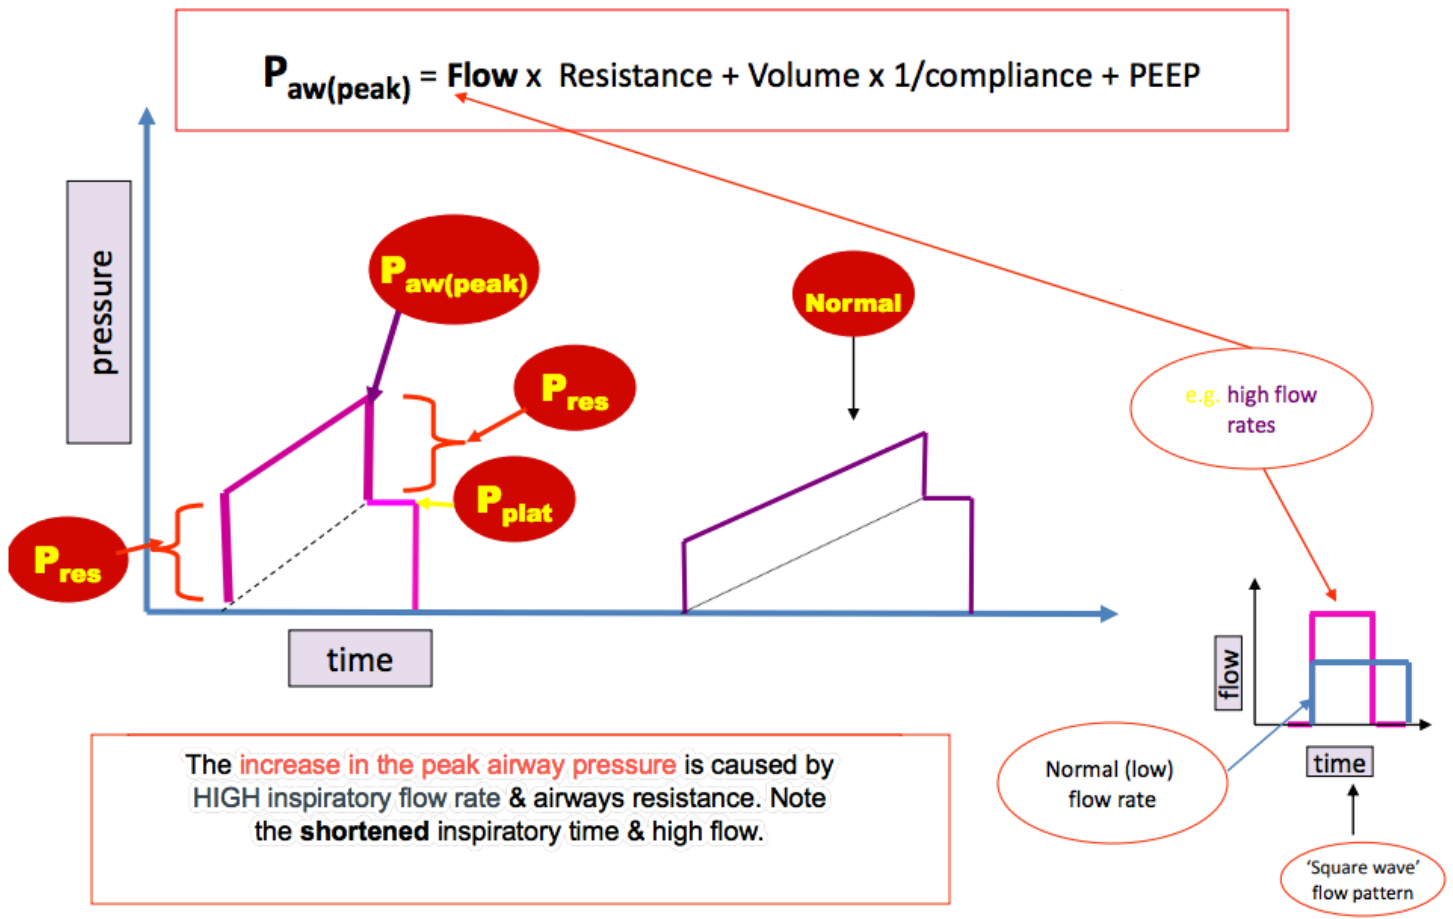 Paw(peak) = Flow x Resistance + Volume x 1/compliance + PEEP
pressure
Paw(peak)
Normal
Pres
e.g. high flow
rates
Pplat
Pres
time
flow
time
Normal (low)
flow rate
The increase in the peak airway pressure is caused by
HIGH inspiratory flow rate & airways resistance. Note
the shortened inspiratory time & high flow.
‘Square wave’
flow pattern